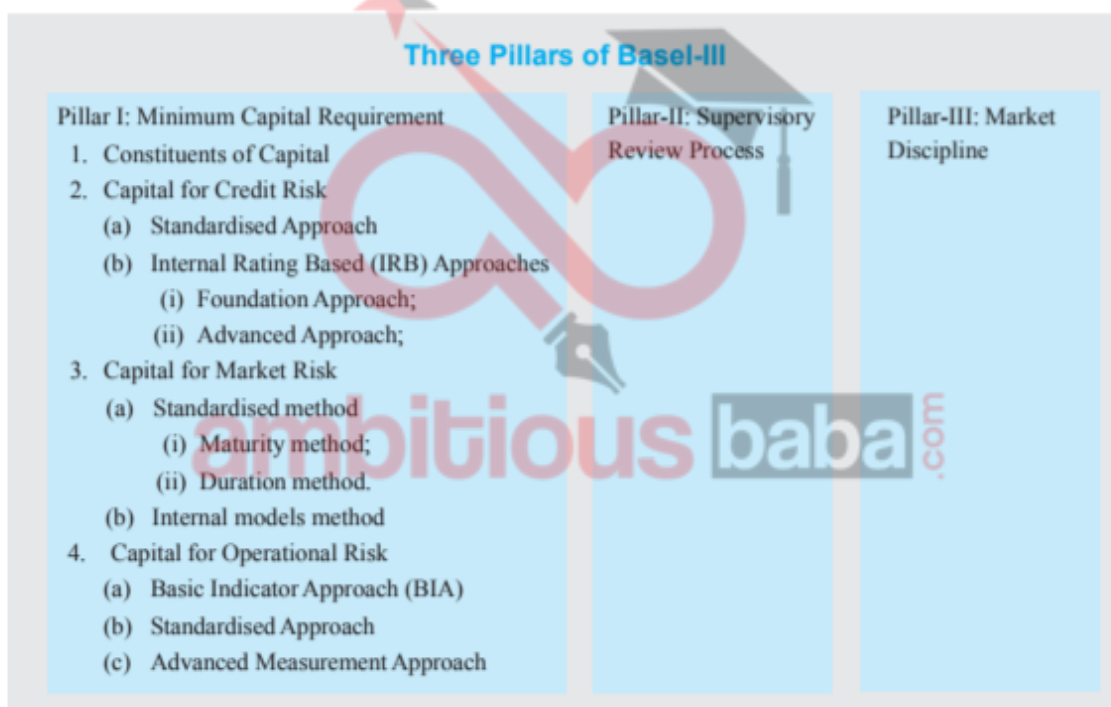 Three Pillars of Basel-III
Pillar I: Minimum Capital Requirement
1. Constituents of Capital
2. Capital for Credit Risk
(a) Standardised Approach
(b) Internal Rating Based (IRB) Approaches
(i) Foundation Approach;
(ii) Advanced Approach;
3. Capital for Market Risk
(a) Standardised method
(i) Maturity method;
(ii) Duration method.
(b) Internal models method
4. Capital for Operational Risk
(a) Basic Indicator Approach (BIA)
(b) Standardised Approach
(c) Advanced Measurement Approach
Pillar-II: Supervisory
Review Process
Pillar-III: Market
Discipline
ambitious baba .com